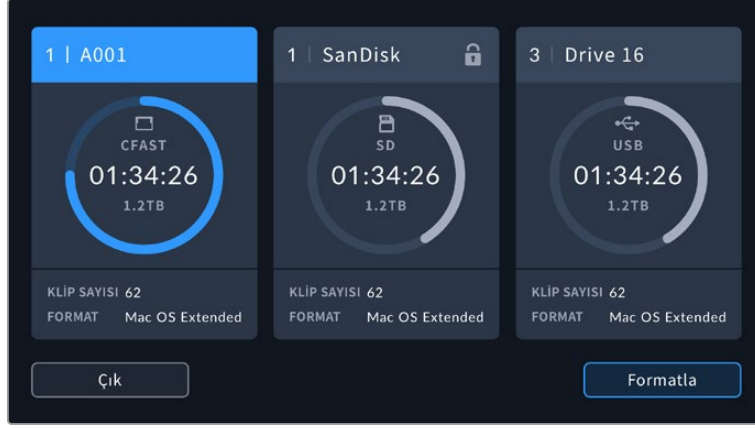 1 | A001
CFAST
01:34:26
1.2TB
KLİP SAYISI 62
FORMAT Mac OS Extended
1 | SanDisk
SD
01:34:26
1.2TB
KLİP SAYISI 62
FORMAT Mac OS Extended
3 | Drive 16
USB
01:34:26
1.2TB
KLİP SAYISI 62
FORMAT Mac OS Extended
Çık
Formatla